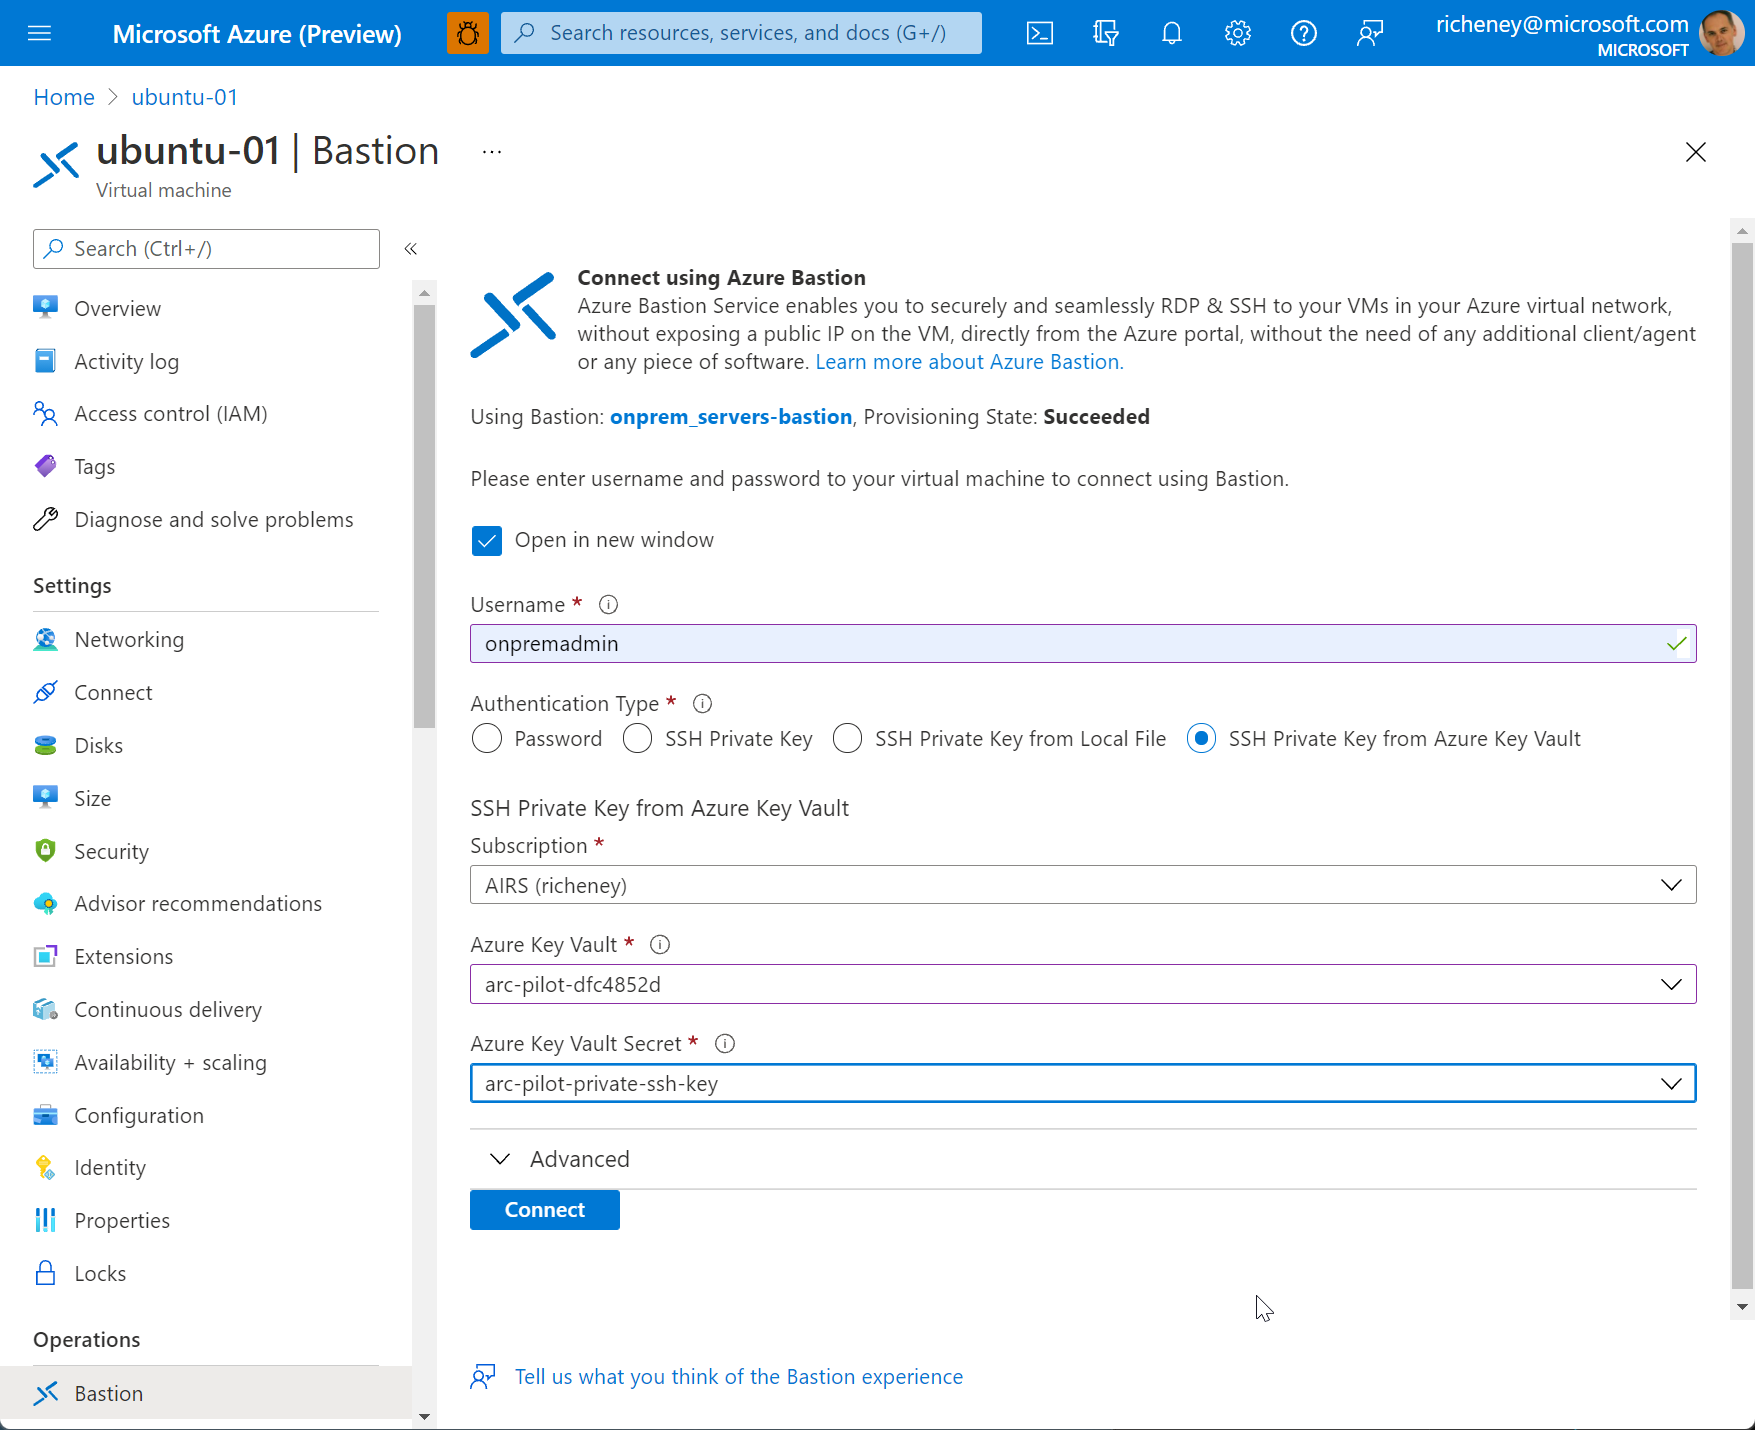 Microsoft Azure (Preview)
Search resources, services, and docs (G+/)
richeney@microsoft.com
MICROSOFT
Home > ubuntu-01
ubuntu-01 | Bastion ...
Virtual machine
Search (Ctrl+/)
«
Overview
Activity log
Access control (IAM)
Tags
Diagnose and solve problems
Settings
Networking
Connect
Disks
Size
Security
Advisor recommendations
Extensions
Continuous delivery
Availability + scaling
Configuration
Identity
Properties
Locks
Operations
Bastion
Connect using Azure Bastion
Azure Bastion Service enables you to securely and seamlessly RDP & SSH to your VMs in your Azure virtual network,
without exposing a public IP on the VM, directly from the Azure portal, without the need of any additional client/agent
or any piece of software. Learn more about Azure Bastion.
Using Bastion: onprem_servers-bastion, Provisioning State: Succeeded
Please enter username and password to your virtual machine to connect using Bastion.
Open in new window
Username *
onpremadmin
Authentication Type *
Password SSH Private Key SSH Private Key from Local File SSH Private Key from Azure Key Vault
SSH Private Key from Azure Key Vault
Subscription *
AIRS (richeney)
Azure Key Vault *
arc-pilot-dfc4852d
Azure Key Vault Secret *
arc-pilot-private-ssh-key
Advanced
Connect
Tell us what you think of the Bastion experience